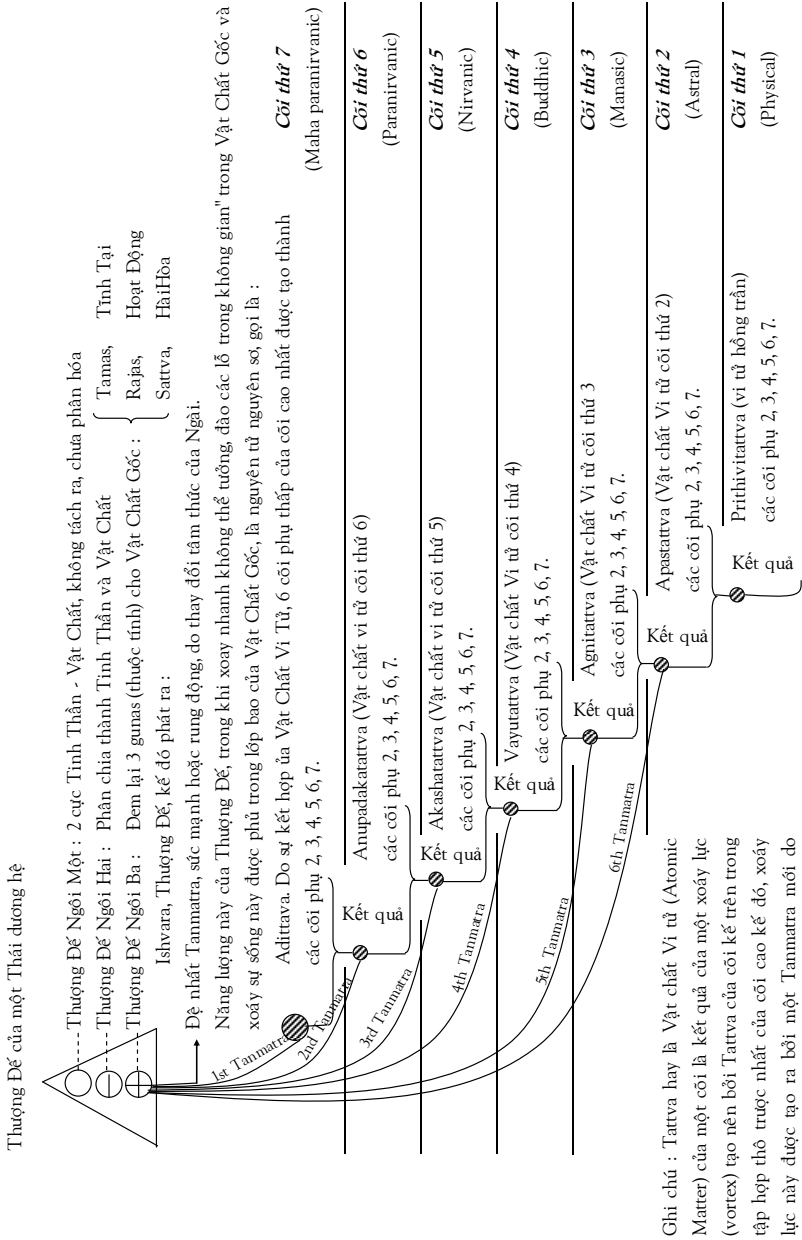 Thượng Đế của một Thái dương hệ
Thượng Đế Ngôi Một : 2 cực Tinh Thần - Vật Chất, không tách ra, chưa phân hóa
Thượng Đế Ngôi Hai : Phân chia thành Tinh Thần và Vật Chất
Thượng Đế Ngôi Ba : Đem lại 3 gunas (thuộc tính) cho Vật Chất Gốc :
Tamas, Tĩnh Tại
Rajas, Hoạt Động
Sattva, HàiHòa
Ishvara, Thượng Đế, kế đó phát ra :
Đệ nhất Tanmatra, sức mạnh hoặc rung động, do thay đổi tâm thức của Ngài.
Năng lượng này của Thượng Đế, trong khi xoay nhanh không thể tưởng, đào các lỗ trong không gian" trong Vật Chất Gốc và
xoáy sự sống này được phủ trong lớp bao của Vật Chất Gốc, là nguyên tử nguyên sơ, gọi là :
Adittava. Do sự kết hợp ủa Vật Chất Vi Tử, 6 cõi phụ thấp của cõi cao nhất được tạo thành
các cõi phụ 2, 3, 4, 5, 6, 7.
Cõi thứ 7
(Maha paranirvanic)
1st Tanmatra
Kết quả
Anupadakatattva (Vật chất vi tử cõi thứ 6)
các cõi phụ 2, 3, 4, 5, 6, 7.
Cõi thứ 6
(Paranirvanic)
2nd Tanmatra
Kết quả
Akashatattva (Vật chất vi tử cõi thứ 5)
các cõi phụ 2, 3, 4, 5, 6, 7.
Cõi thứ 5
(Nirvanic)
3rd Tanmatra
Kết quả
Vayutattva (Vật chất Vi tử cõi thứ 4)
các cõi phụ 2, 3, 4, 5, 6, 7.
Cõi thứ 4
(Buddhic)
4th Tanmatra
Kết quả
Agnitattva (Vật chất Vi tử cõi thứ 3
các cõi phụ 2, 3, 4, 5, 6, 7.
Cõi thứ 3
(Manasic)
5th Tanmatra
Kết quả
Apastattva (Vật chất Vi tử cõi thứ 2)
các cõi phụ 2, 3, 4, 5, 6, 7.
Cõi thứ 2
(Astral)
6th Tanmatra
Kết quả
Prithivitattva (vi tử hồng trần)
các cõi phụ 2, 3, 4, 5, 6, 7.
Cõi thứ 1
(Physical)
Ghi chú : Tattva hay là Vật chất Vi tử (Atomic
Matter) của một cõi là kết quả của một xoáy lực
(vortex) tạo nên bởi Tattva của cõi kế trên trong
tập hợp thô trược nhất của cõi cao kế đó, xoáy
lực này được tạo ra bởi một Tanmatra mới do